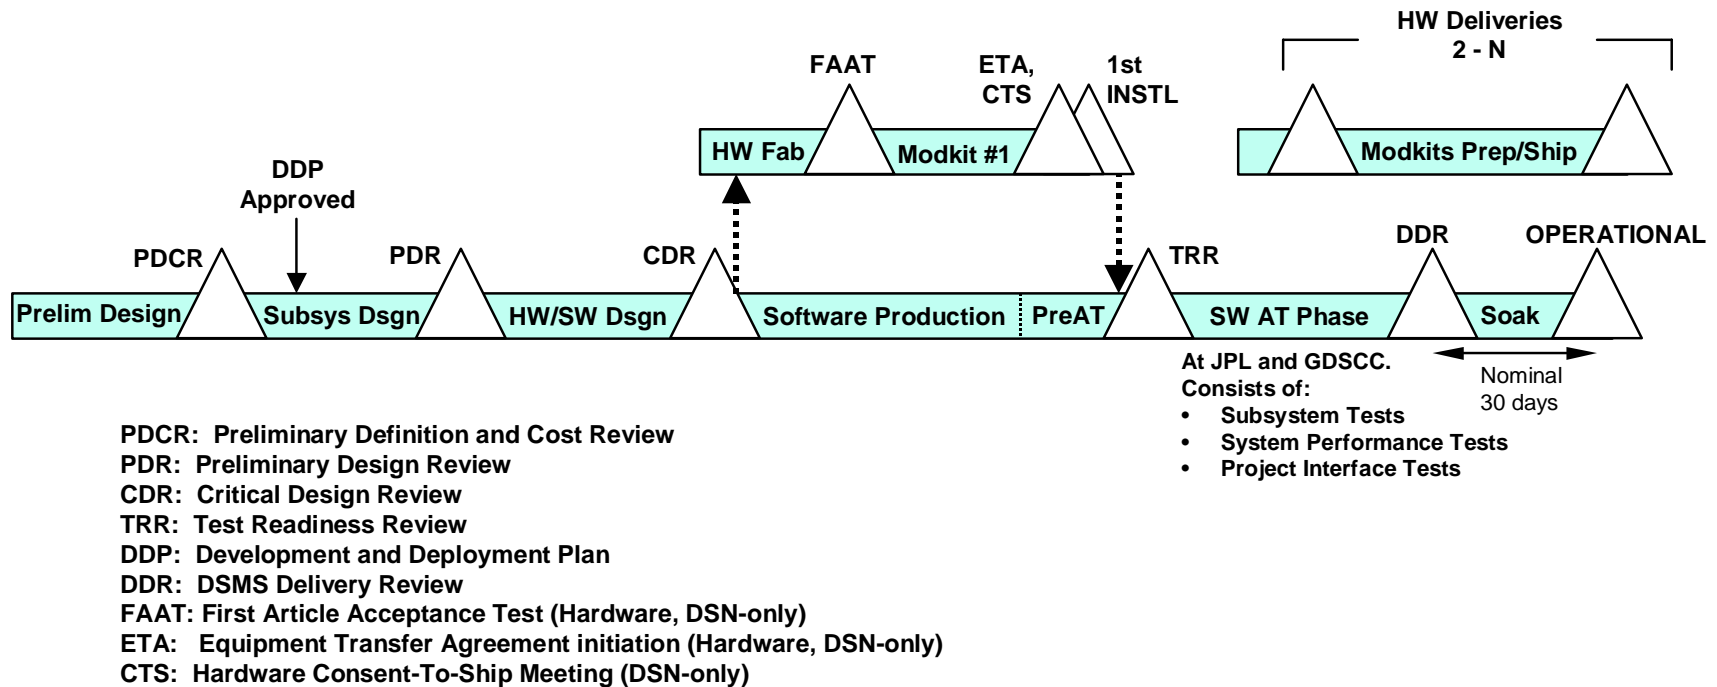 HW Deliveries
2 - N
FAAT
ETA,
CTS
1st
INSTL
HW Fab
Modkit #1
Modkits Prep/Ship
DDP
Approved
PDCR
PDR
CDR
TRR
DDR
OPERATIONAL
Prelim Design
Subsys Dsgn
HW/SW Dsgn
Software Production
PreAT
SW AT Phase
Soak
At JPL and GDSCC.
Consists of:
• Subsystem Tests
• System Performance Tests
• Project Interface Tests
Nominal
30 days
PDCR: Preliminary Definition and Cost Review
PDR: Preliminary Design Review
CDR: Critical Design Review
TRR: Test Readiness Review
DDP: Development and Deployment Plan
DDR: DSMS Delivery Review
FAAT: First Article Acceptance Test (Hardware, DSN-only)
ETA: Equipment Transfer Agreement initiation (Hardware, DSN-only)
CTS: Hardware Consent-To-Ship Meeting (DSN-only)